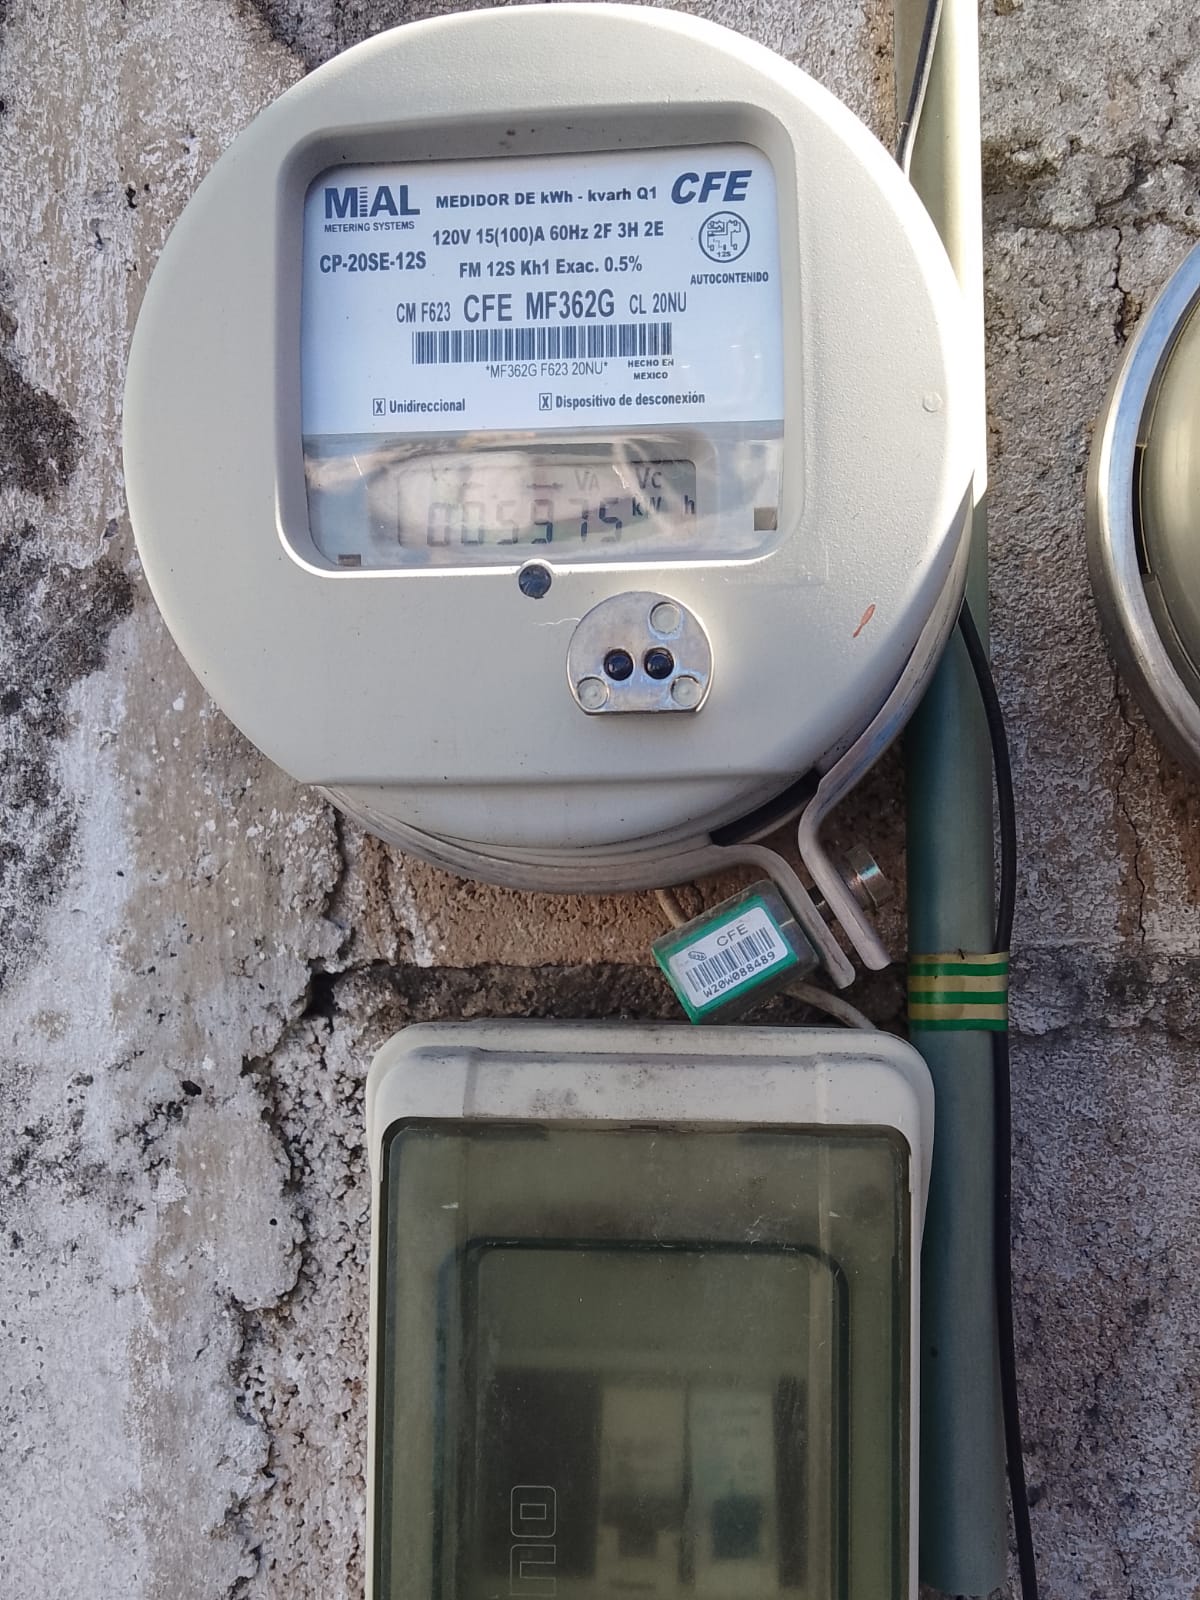 MIAL
METERING SYSTEMS
MEDIDOR DE kWh - kvarh Q1
CFE
120V 15(100)A 60Hz 2F 3H 2E
CP-20SE-12S
FM 12S Kh1 Exac. 0.5%
12S
AUTOCONTENIDO
CM F623 CFE MF362G CL 20NU
*MF362G F623 20NU*
HECHO EN
MEXICO
X Unidireccional
X Dispositivo de desconexión
VA VC
005975 kW h
CFE
W20W088489